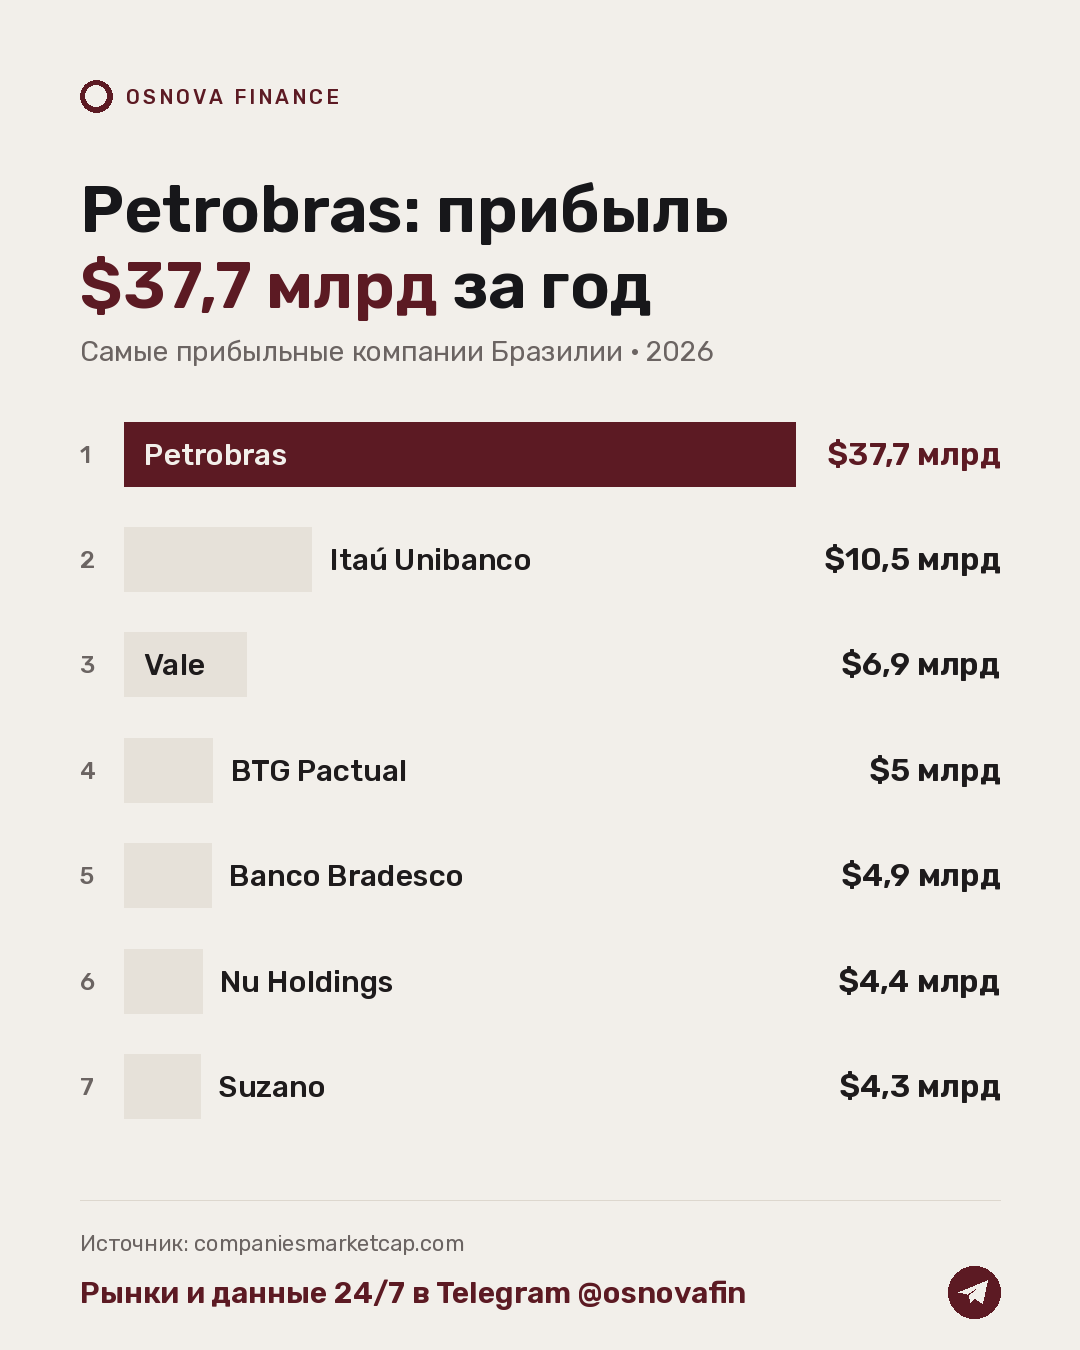 OSNOVA FINANCE
Petrobras: прибыль
$37,7 млрд за год
Самые прибыльные компании Бразилии • 2026
1 Petrobras $37,7 млрд
2 Itaú Unibanco $10,5 млрд
3 Vale $6,9 млрд
4 BTG Pactual $5 млрд
5 Banco Bradesco $4,9 млрд
6 Nu Holdings $4,4 млрд
7 Suzano $4,3 млрд
Источник: companiesmarketcap.com
Рынки и данные 24/7 в Telegram @osnovafin